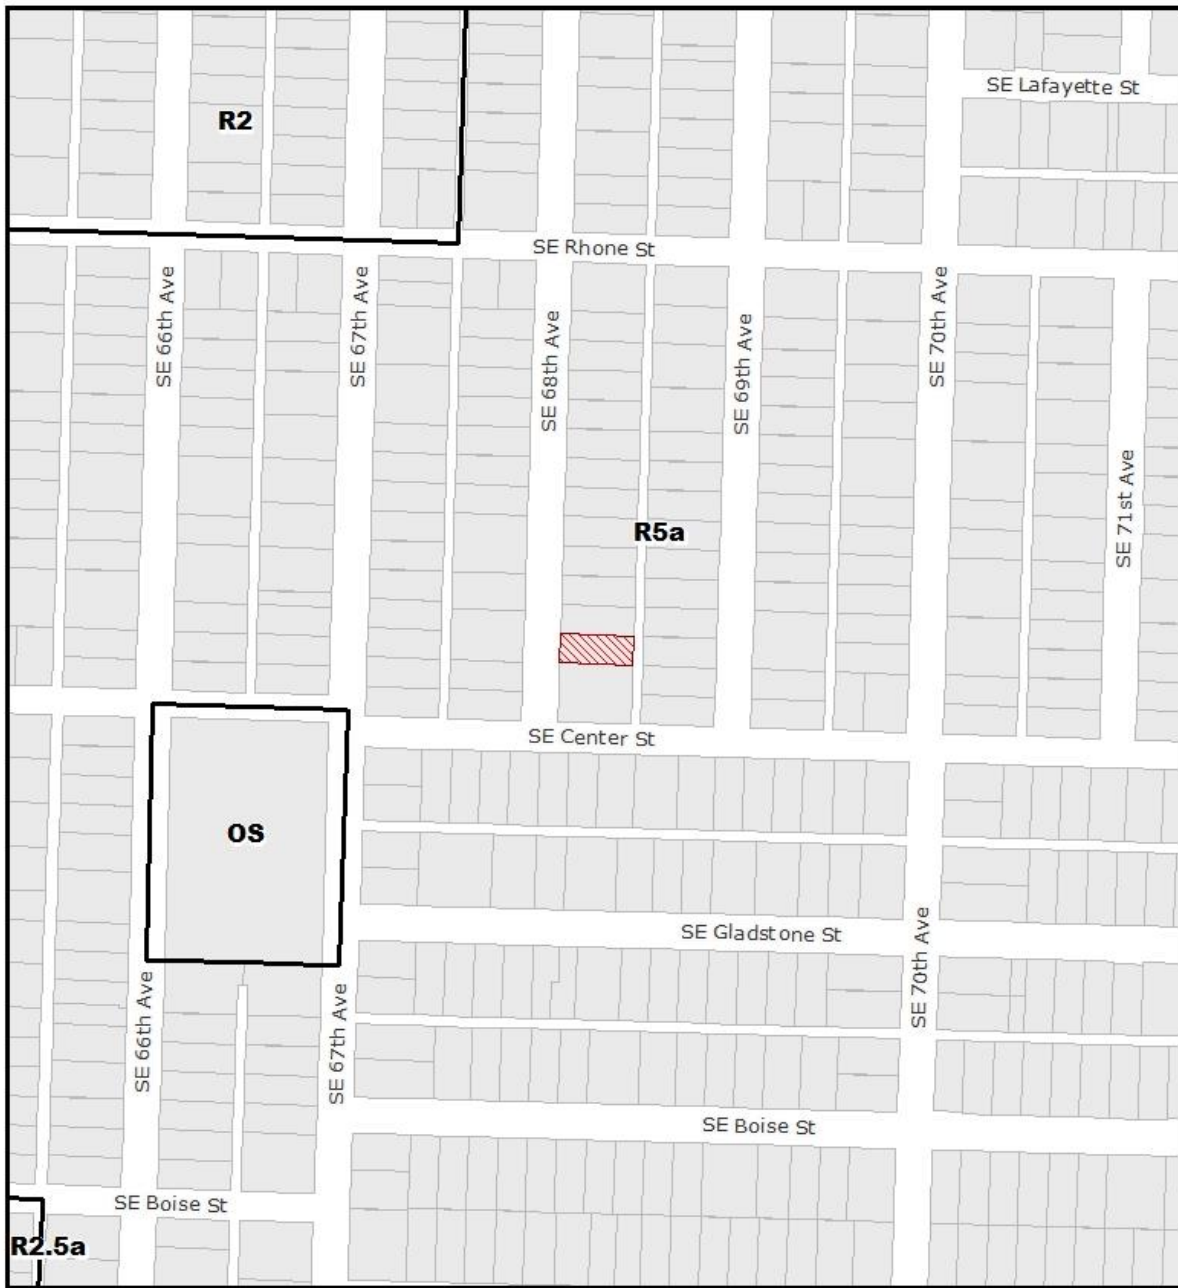 SE Lafayette St
R2
SE Rhone St
SE 66th Ave
SE 67th Ave
SE 68th Ave
SE 69th Ave
SE 70th Ave
SE 71st Ave
R5a
SE Center St
OS
SE Gladstone St
SE 70th Ave
SE 66th Ave
SE 67th Ave
SE Boise St
SE Boise St
R2.5a